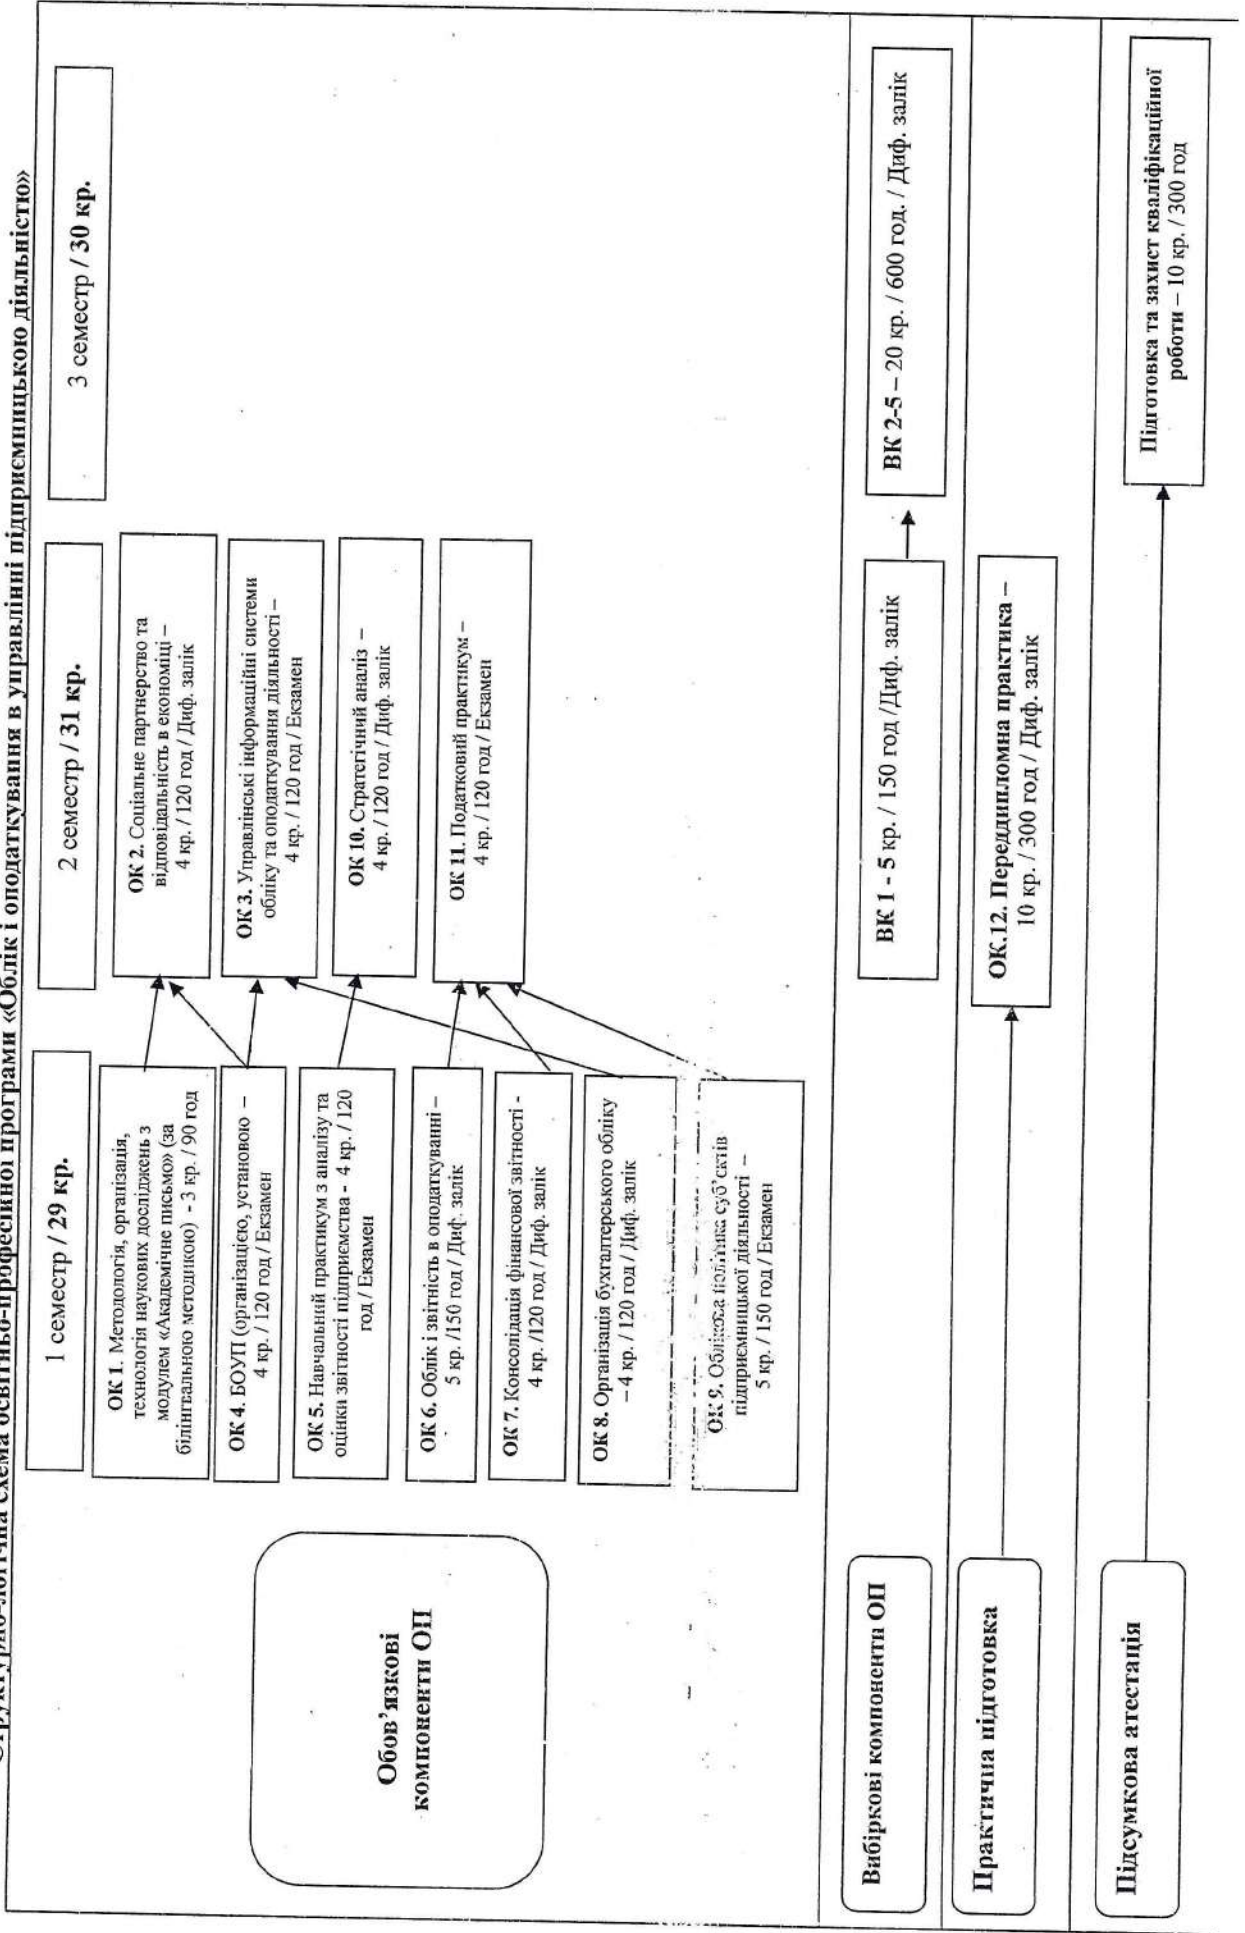 Структурно-логічна схема освітньо-професійної програми «Облік і оподаткування в управлінні підприємницькою діяльністю»
1 семестр / 29 кр.
2 семестр / 31 кр.
3 семестр / 30 кр.
Обов’язкові
компоненти ОП
ОК 1. Методологія, організація,
технологія наукових досліджень з
модулем «Академічне письмо» (за
білінгвальною методикою) - 3 кр. / 90 год
ОК 4. БОУП (організацією, установою –
4 кр. / 120 год / Екзамен
ОК 5. Навчальний практикум з аналізу та
оцінки звітності підприємства - 4 кр. / 120
год / Екзамен
ОК 6. Облік і звітність в оподаткуванні –
5 кр. /150 год / Диф. залік
ОК 7. Консолідація фінансової звітності -
4 кр. /120 год / Диф. залік
ОК 8. Організація бухгалтерського обліку
– 4 кр. / 120 год / Диф. залік
ОК 9. Облікова політика суб’єктів
підприємницької діяльності –
5 кр. / 150 год / Екзамен
ОК 2. Соціальне партнерство та
відповідальність в економіці –
4 кр. / 120 год / Диф. залік
ОК 3. Управлінські інформаційні системи
обліку та оподаткування діяльності –
4 кр. / 120 год / Екзамен
ОК 10. Стратегічний аналіз –
4 кр. / 120 год / Диф. залік
ОК 11. Податковий практикум –
4 кр. / 120 год / Екзамен
Вибіркові компоненти ОП
ВК 1 - 5 кр. / 150 год /Диф. залік
ВК 2-5 – 20 кр. / 600 год. / Диф. залік
Практична підготовка
ОК.12. Переддипломна практика –
10 кр. / 300 год / Диф. залік
Підсумкова атестація
Підготовка та захист кваліфікаційної
роботи – 10 кр. / 300 год